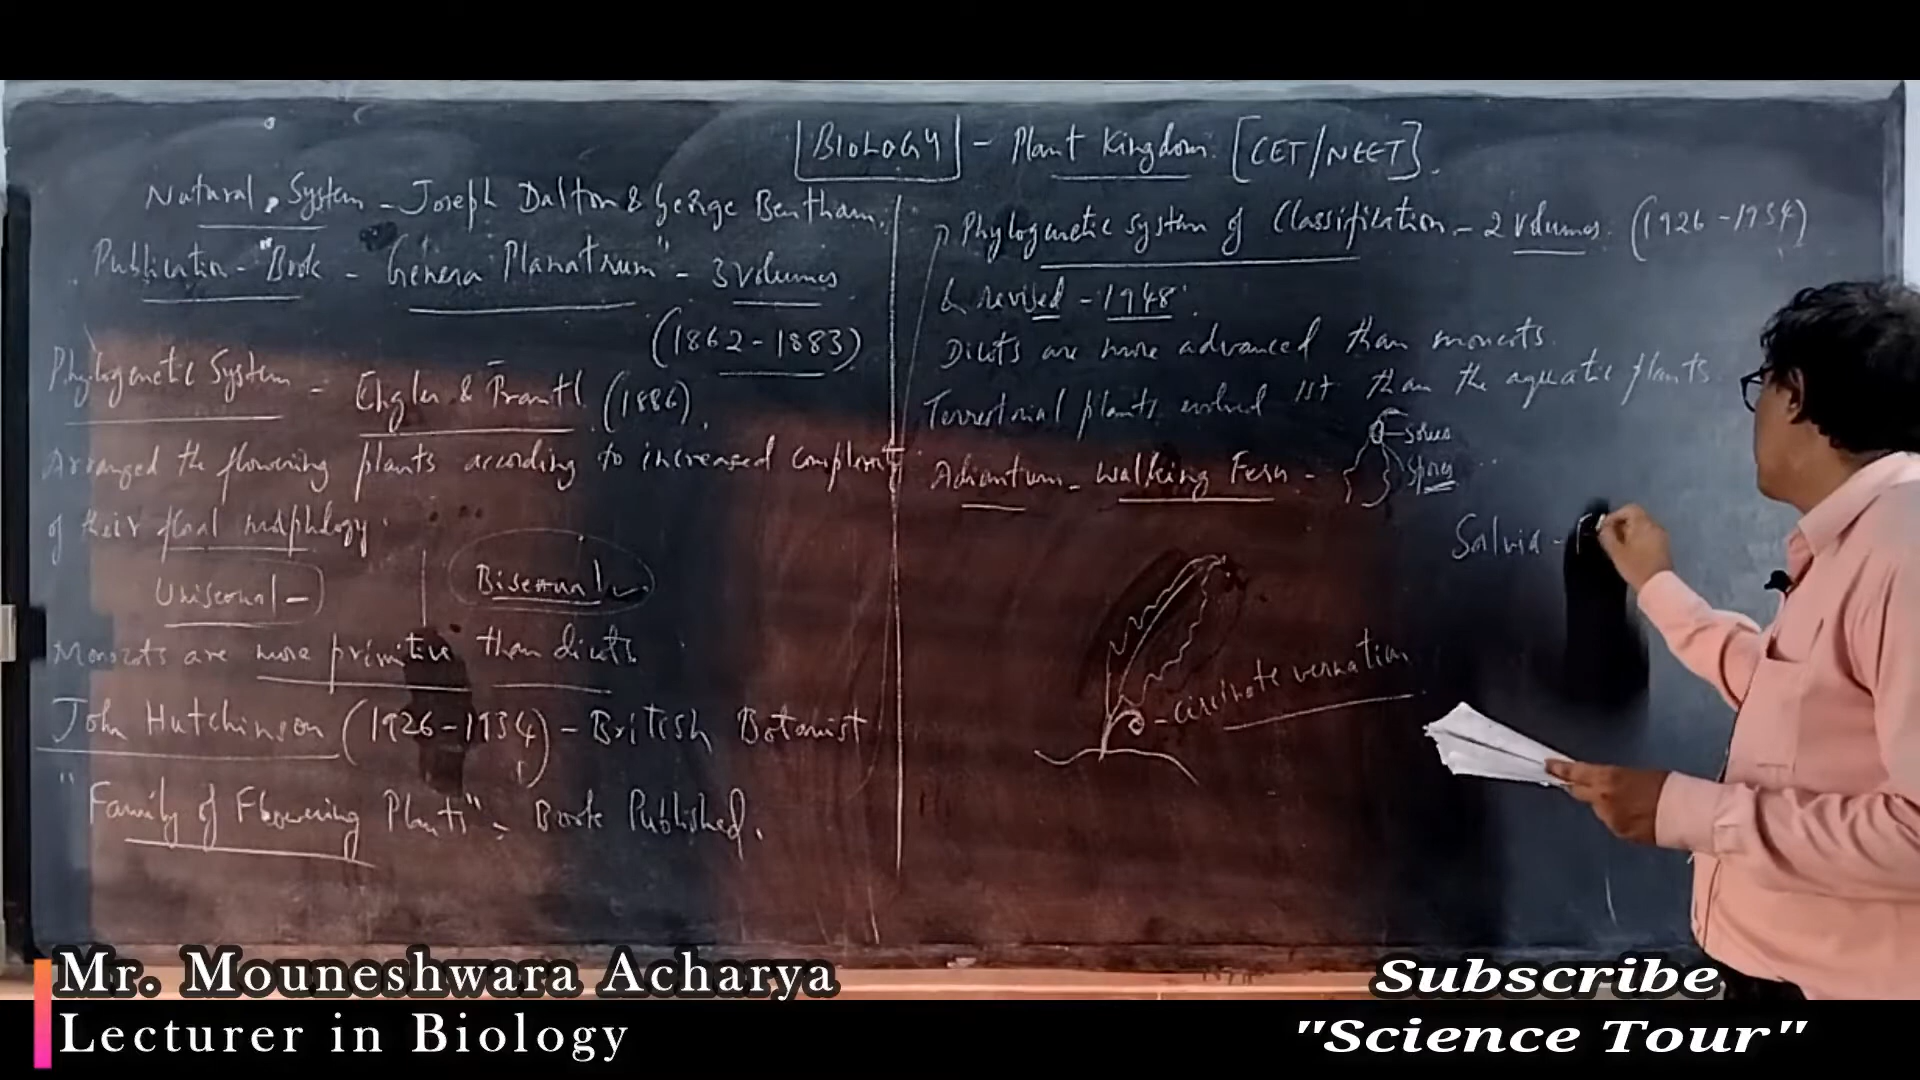 BIOLOGY - Plant Kingdom. [CET/NEET].
Natural System - Joseph Dalton & George Bentham.
Publication - Book - "Genera Planatrum" - 3 Volumes
(1862 - 1883)
Phylogenetic System - Engler & Prantl. (1886).
Arranged the flowering plants according to increased complexity
of their floal morphology.
Unisexual - Bisexual
Monocots are more primitive than dicots.
John Hutchinson (1926 - 1934) - British Botanist
"Family of Flowering Plants" - Book Published.
Phylogenetic system of Classification - 2 Volumes. (1926 - 1934)
& revised - 1948.
Dicots are more advanced than monocots.
Terrestrial plants evolved 1st than the aquatic plants
Adiantum - Walking Fern -
Sorus
Spores
Salvia -
circinate vernation
Mr. Mouneshwara Acharya
Lecturer in Biology
Subscribe
"Science Tour"